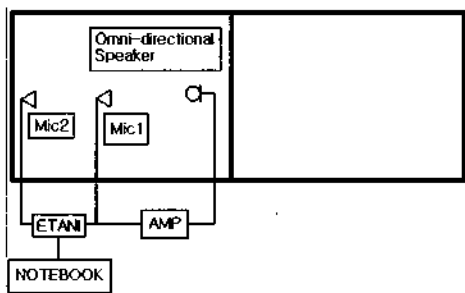 Omni-directional
Speaker
Mic2
Mic1
ETANI
AMP
NOTEBOOK